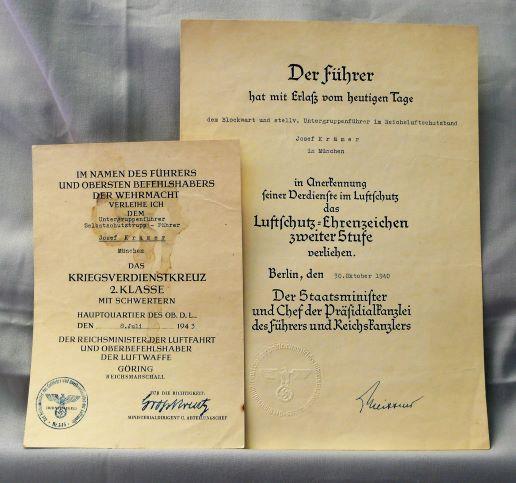 IM NAMEN DES FÜHRERS
UND OBERSTEN BEFEHLSHABERS
DER WEHRMACHT
VERLEIHE ICH
DEM
Untergruppenführer
Selbstschutztrupp - Führer
Josef Krämer
München
DAS
KRIEGSVERDIENSTKREUZ
2. KLASSE
MIT SCHWERTERN
HAUPTQUARTIER DES OB. D. L.
DEN 8. Juli 1943
DER REICHSMINISTER DER LUFTFAHRT
UND OBERBEFEHLSHABER
DER LUFTWAFFE
GÖRING
REICHSMARSCHALL
FÜR DIE RICHTIGKEIT:
MINISTERIALDIRIGENT U. ABTEILUNGSCHEF
Der Führer
hat mit Erlaß vom heutigen Tage
dem Blockwart und stellv. Untergruppenführer im Reichsluftschutzbund
Josef Krämer
in München
in Anerkennung
seiner Verdienste im Luftschutz
das
Luftschutz-Ehrenzeichen
zweiter Stufe
verliehen.
Berlin, den 30. Oktober 1940
Der Staatsminister
und Chef der Präsidialkanzlei
des Führers und Reichskanzlers
Meissner